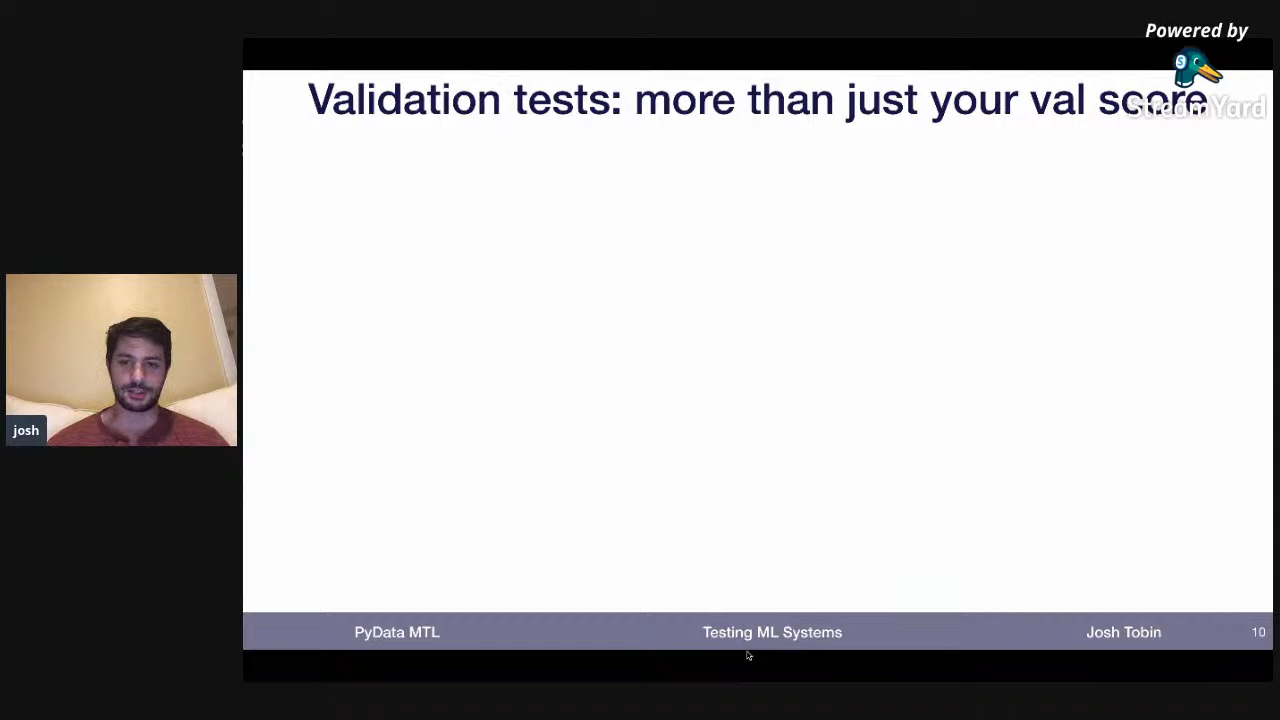 Powered by
StreamYard
Validation tests: more than just your val score
josh
PyData MTL
Testing ML Systems
Josh Tobin
10